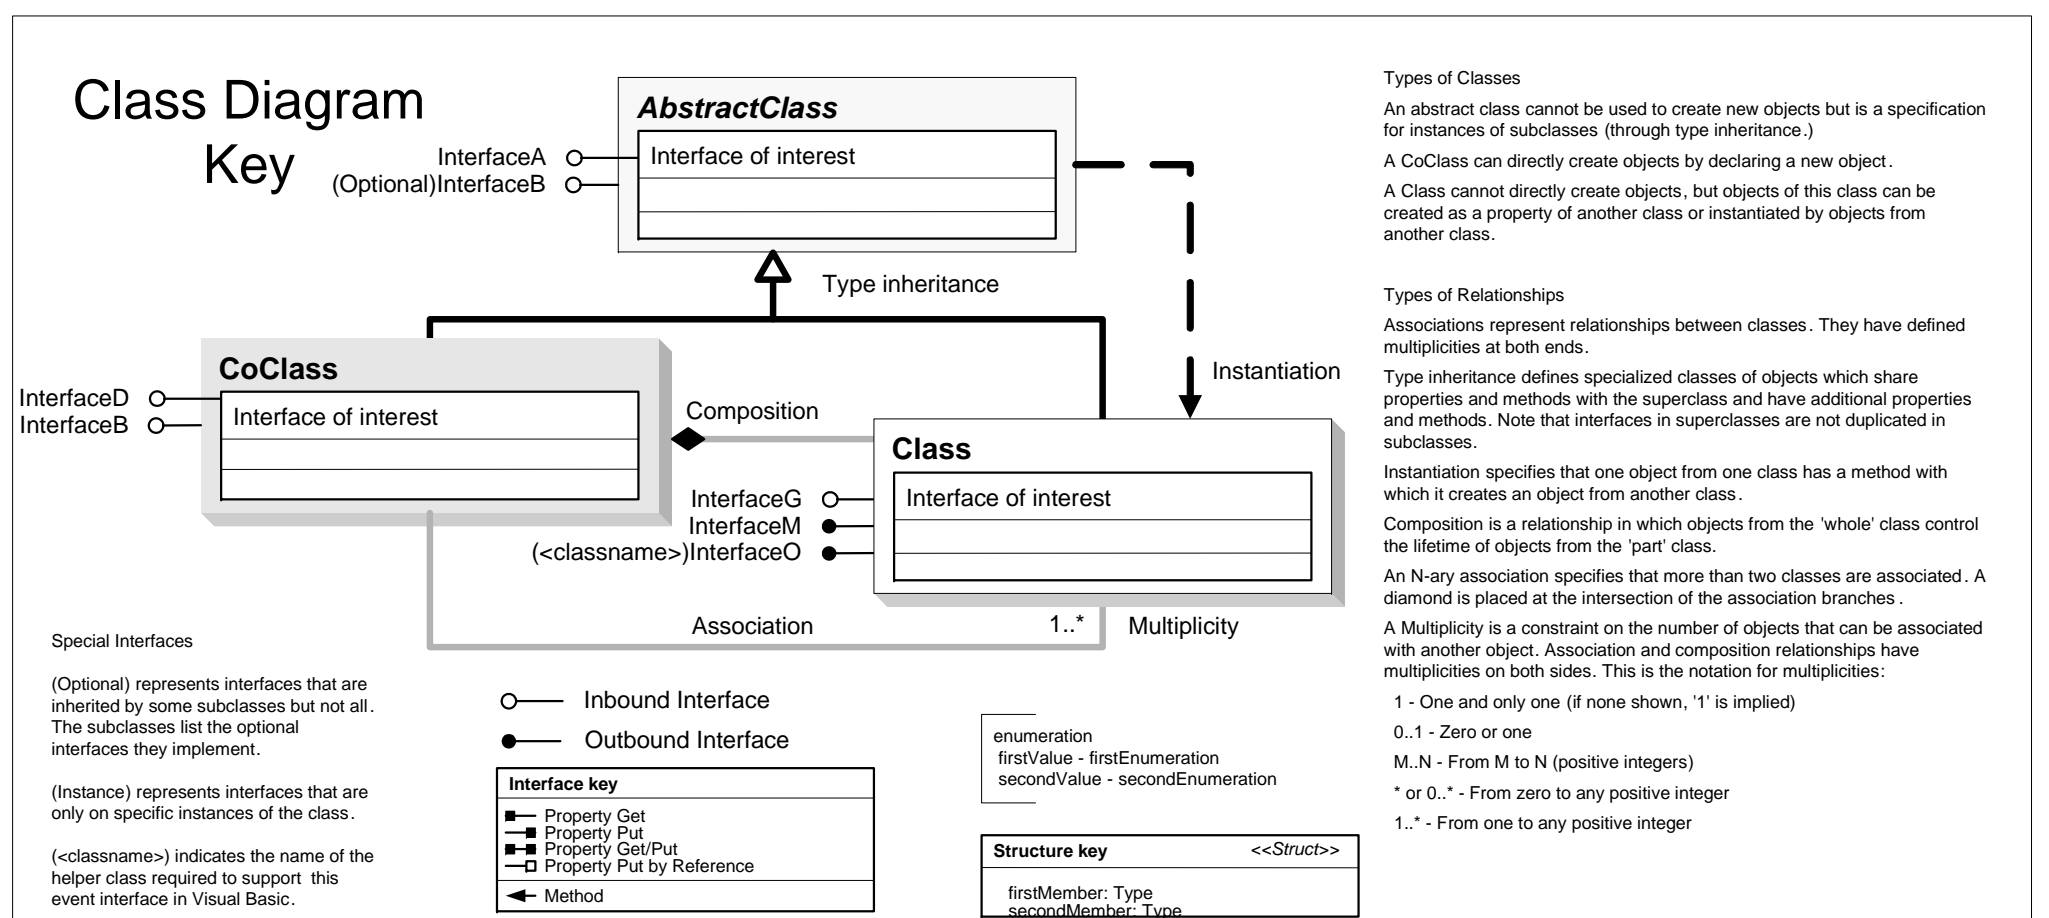 Class Diagram
Key
AbstractClass
Interface of interest
InterfaceA
(Optional)InterfaceB
Type inheritance
CoClass
Interface of interest
InterfaceD
InterfaceB
Composition
Instantiation
Class
Interface of interest
InterfaceG
InterfaceM
(<classname>)InterfaceO
Association
1..*
Multiplicity
Special Interfaces
(Optional) represents interfaces that are
inherited by some subclasses but not all.
The subclasses list the optional
interfaces they implement.
(Instance) represents interfaces that are
only on specific instances of the class.
(<classname>) indicates the name of the
helper class required to support this
event interface in Visual Basic.
Inbound Interface
Outbound Interface
Interface key
Property Get
Property Put
Property Get/Put
Property Put by Reference
Method
enumeration
firstValue - firstEnumeration
secondValue - secondEnumeration
Structure key <<Struct>>
firstMember: Type
secondMember: Type
Types of Classes
An abstract class cannot be used to create new objects but is a specification
for instances of subclasses (through type inheritance.)
A CoClass can directly create objects by declaring a new object.
A Class cannot directly create objects, but objects of this class can be
created as a property of another class or instantiated by objects from
another class.
Types of Relationships
Associations represent relationships between classes. They have defined
multiplicities at both ends.
Type inheritance defines specialized classes of objects which share
properties and methods with the superclass and have additional properties
and methods. Note that interfaces in superclasses are not duplicated in
subclasses.
Instantiation specifies that one object from one class has a method with
which it creates an object from another class.
Composition is a relationship in which objects from the 'whole' class control
the lifetime of objects from the 'part' class.
An N-ary association specifies that more than two classes are associated. A
diamond is placed at the intersection of the association branches.
A Multiplicity is a constraint on the number of objects that can be associated
with another object. Association and composition relationships have
multiplicities on both sides. This is the notation for multiplicities:
1 - One and only one (if none shown, '1' is implied)
0..1 - Zero or one
M..N - From M to N (positive integers)
* or 0..* - From zero to any positive integer
1..* - From one to any positive integer